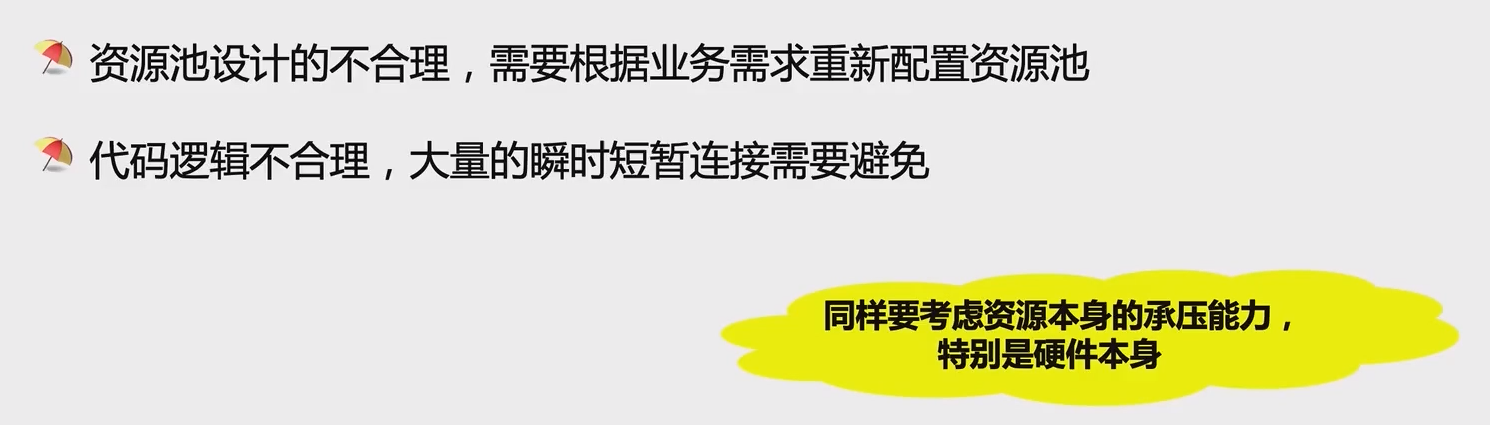 资源池设计的不合理，需要根据业务需求重新配置资源池
代码逻辑不合理，大量的瞬时短暂连接需要避免
同样要考虑资源本身的承压能力，
特别是硬件本身